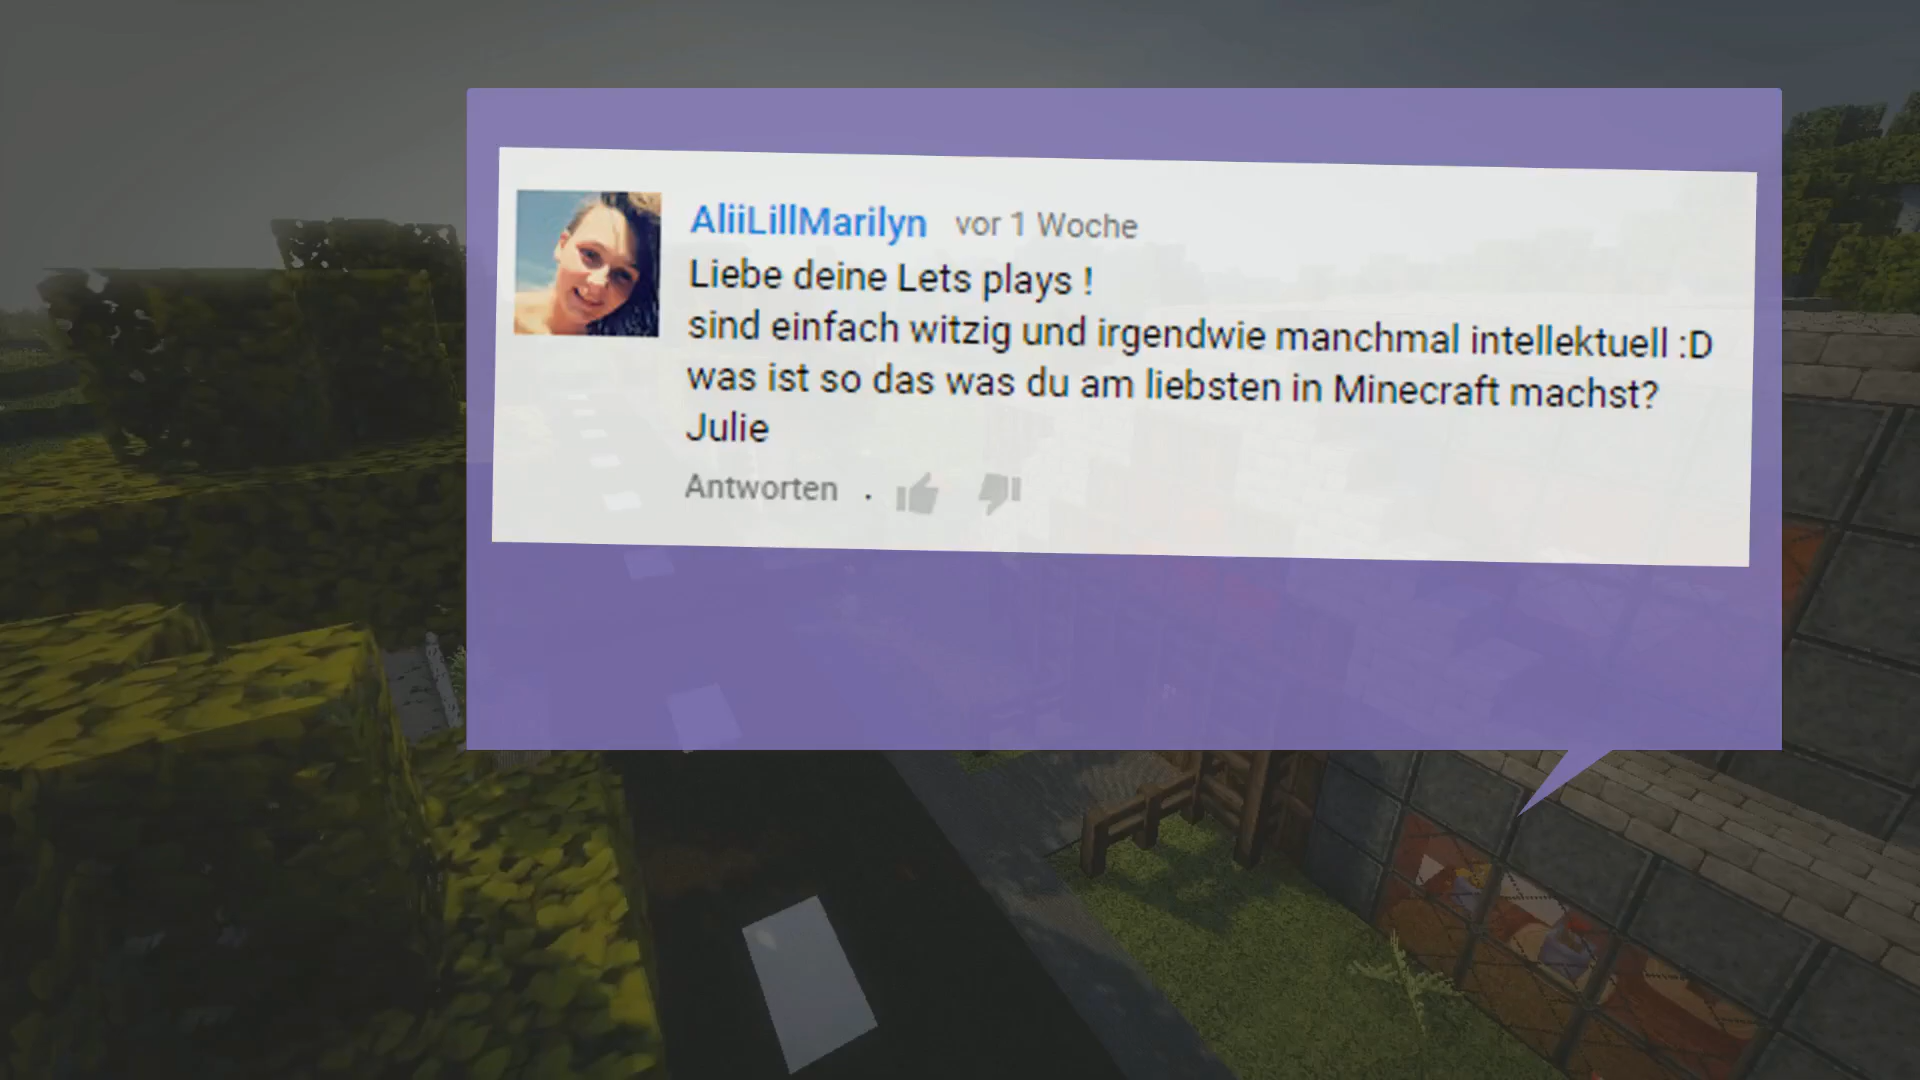 AliiLillMarilyn vor 1 Woche
Liebe deine Lets plays !
sind einfach witzig und irgendwie manchmal intellektuell :D
was ist so das was du am liebsten in Minecraft machst?
Julie
Antworten .